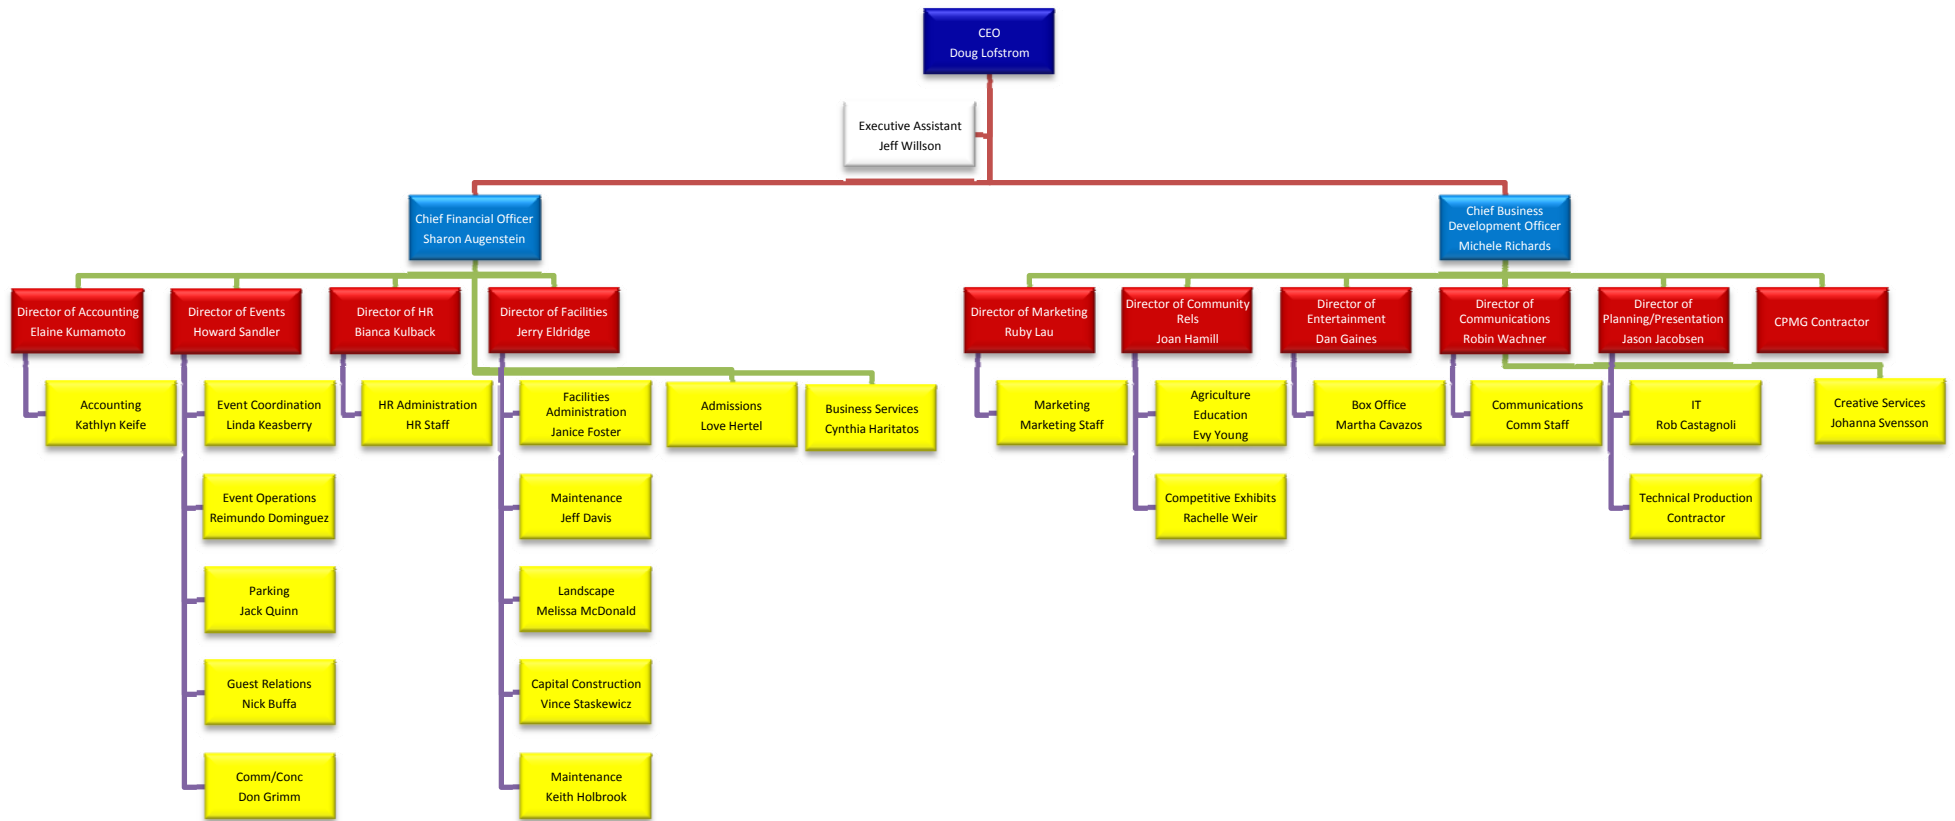 CEO
Doug Lofstrom
Executive Assistant
Jeff Willson
Chief Financial Officer
Sharon Augenstein
Chief Business
Development Officer
Michele Richards
Director of Accounting
Elaine Kumamoto
Director of Events
Howard Sandler
Director of HR
Bianca Kulback
Director of Facilities
Jerry Eldridge
Director of Marketing
Ruby Lau
Director of Community
Rels
Joan Hamill
Director of
Entertainment
Dan Gaines
Director of
Communications
Robin Wachner
Director of
Planning/Presentation
Jason Jacobsen
CPMG Contractor
Accounting
Kathlyn Keife
Event Coordination
Linda Keasberry
HR Administration
HR Staff
Facilities
Administration
Janice Foster
Admissions
Love Hertel
Business Services
Cynthia Haritatos
Marketing
Marketing Staff
Agriculture
Education
Evy Young
Box Office
Martha Cavazos
Communications
Comm Staff
IT
Rob Castagnoli
Creative Services
Johanna Svensson
Event Operations
Reimundo Dominguez
Maintenance
Jeff Davis
Competitive Exhibits
Rachelle Weir
Technical Production
Contractor
Parking
Jack Quinn
Landscape
Melissa McDonald
Guest Relations
Nick Buffa
Capital Construction
Vince Staskewicz
Comm/Conc
Don Grimm
Maintenance
Keith Holbrook